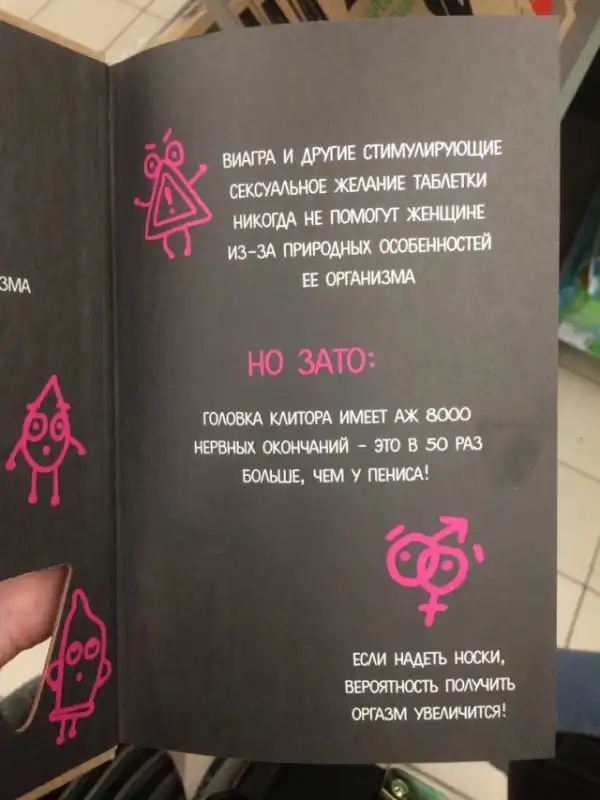 ВИАГРА И ДРУГИЕ СТИМУЛИРУЮЩИЕ
СЕКСУАЛЬНОЕ ЖЕЛАНИЕ ТАБЛЕТКИ
НИКОГДА НЕ ПОМОГУТ ЖЕНЩИНЕ
ИЗ-ЗА ПРИРОДНЫХ ОСОБЕННОСТЕЙ
ЕЕ ОРГАНИЗМА
НО ЗАТО:
ГОЛОВКА КЛИТОРА ИМЕЕТ АЖ 8000
НЕРВНЫХ ОКОНЧАНИЙ - ЭТО В 50 РАЗ
БОЛЬШЕ, ЧЕМ У ПЕНИСА!
ЕСЛИ НАДЕТЬ НОСКИ,
ВЕРОЯТНОСТЬ ПОЛУЧИТЬ
ОРГАЗМ УВЕЛИЧИТСЯ!